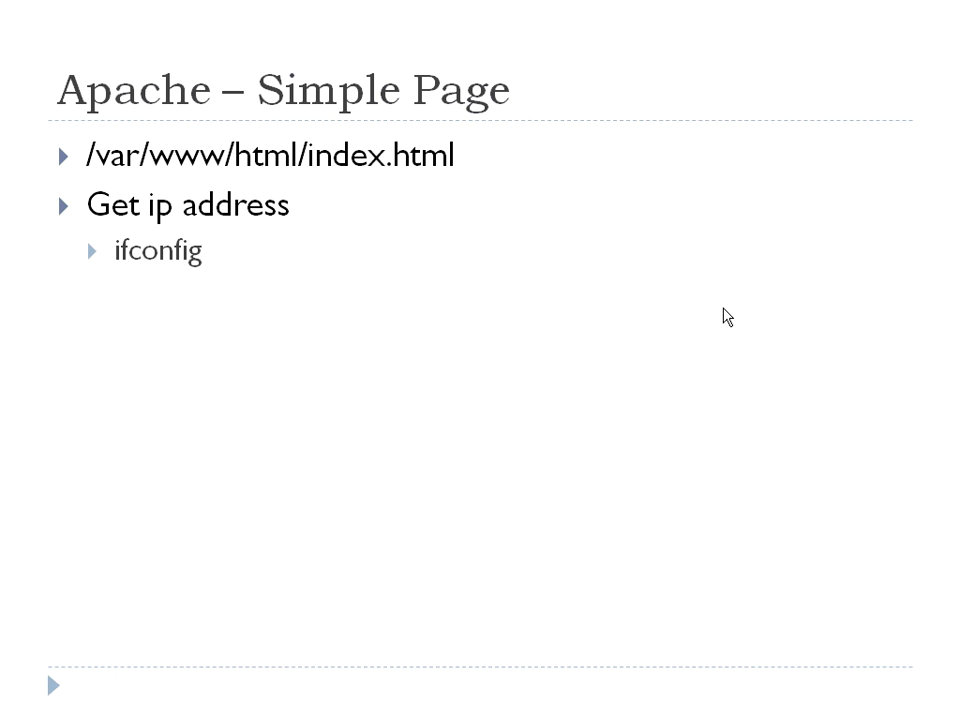 Apache – Simple Page
/var/www/html/index.html
Get ip address
ifconfig